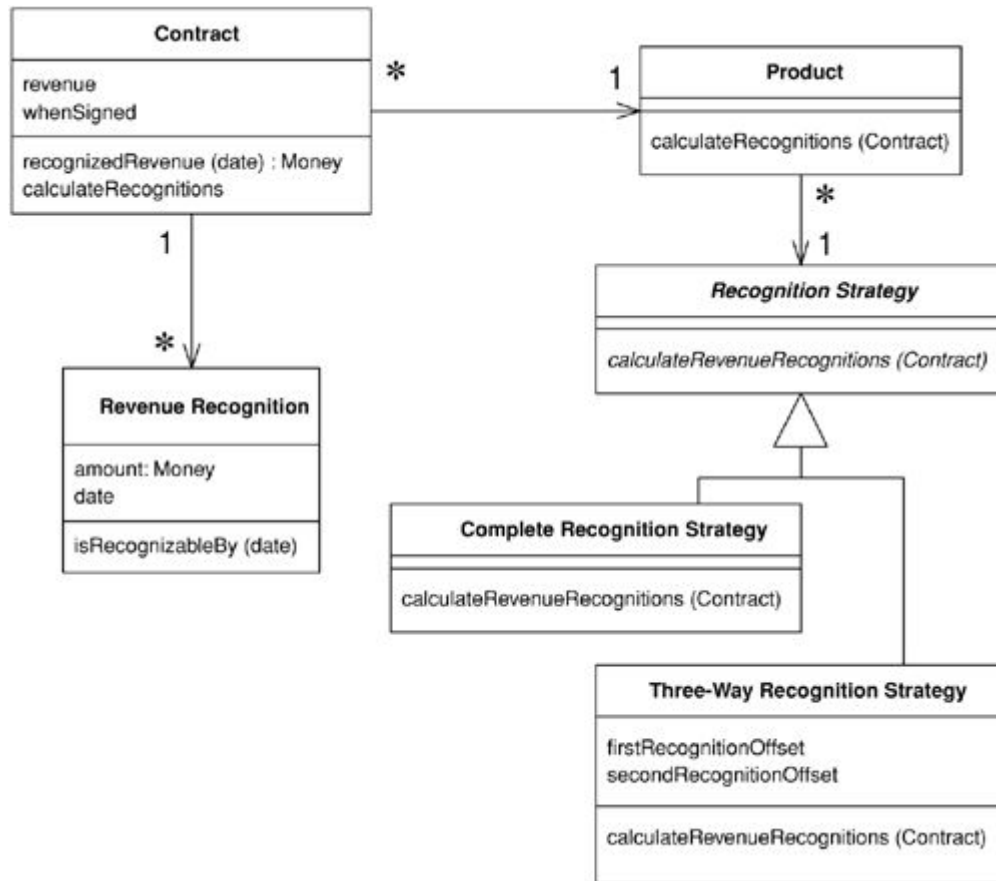 Contract
revenue
whenSigned
recognizedRevenue (date) : Money
calculateRecognitions
*
1
Product
calculateRecognitions (Contract)
*
1
1
*
Recognition Strategy
calculateRevenueRecognitions (Contract)
Revenue Recognition
amount: Money
date
isRecognizableBy (date)
Complete Recognition Strategy
calculateRevenueRecognitions (Contract)
Three-Way Recognition Strategy
firstRecognitionOffset
secondRecognitionOffset
calculateRevenueRecognitions (Contract)